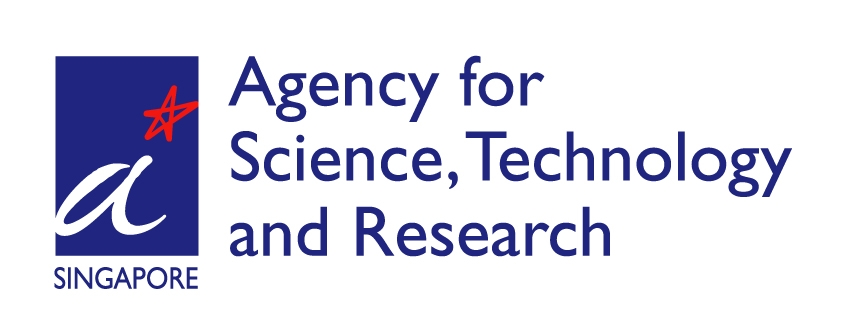 a
SINGAPORE
Agency for
Science, Technology
and Research